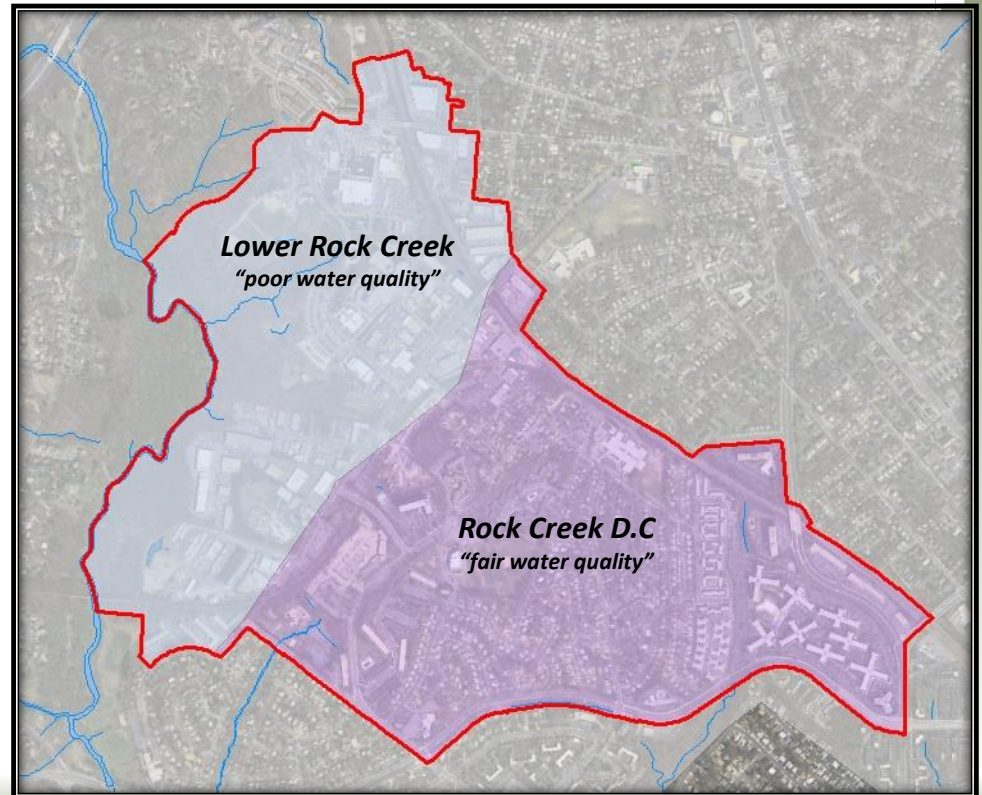 Lower Rock Creek
“poor water quality”
Rock Creek D.C
“fair water quality”